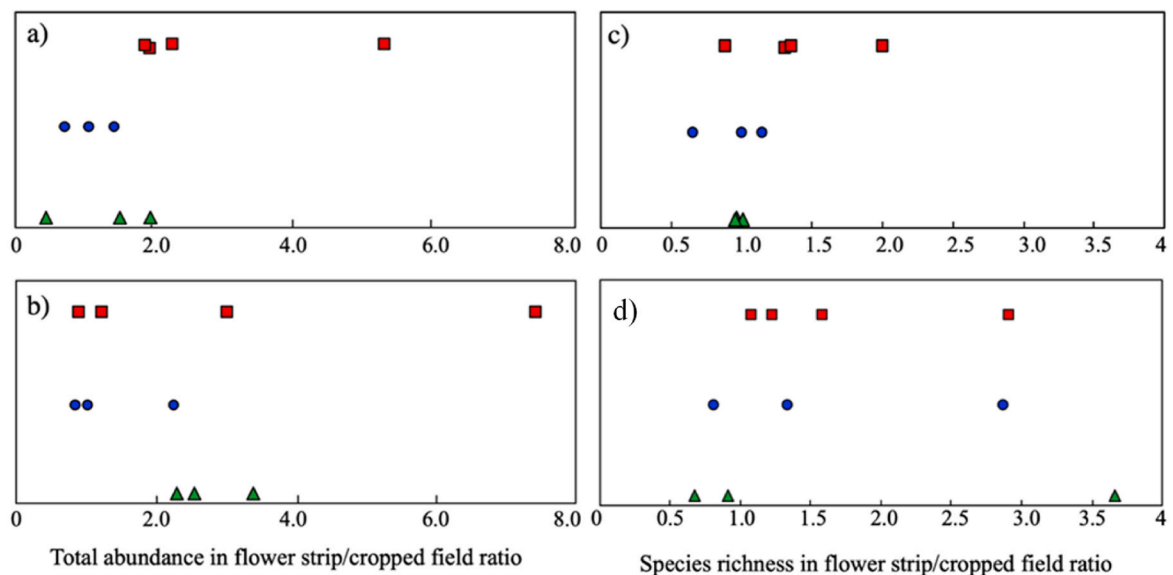 a)
0 2.0 4.0 6.0 8.0
c)
0 0.5 1.0 1.5 2.0 2.5 3.0 3.5 4
b)
0 2.0 4.0 6.0 8.0
Total abundance in flower strip/cropped field ratio
d)
0 0.5 1.0 1.5 2.0 2.5 3.0 3.5 4
Species richness in flower strip/cropped field ratio